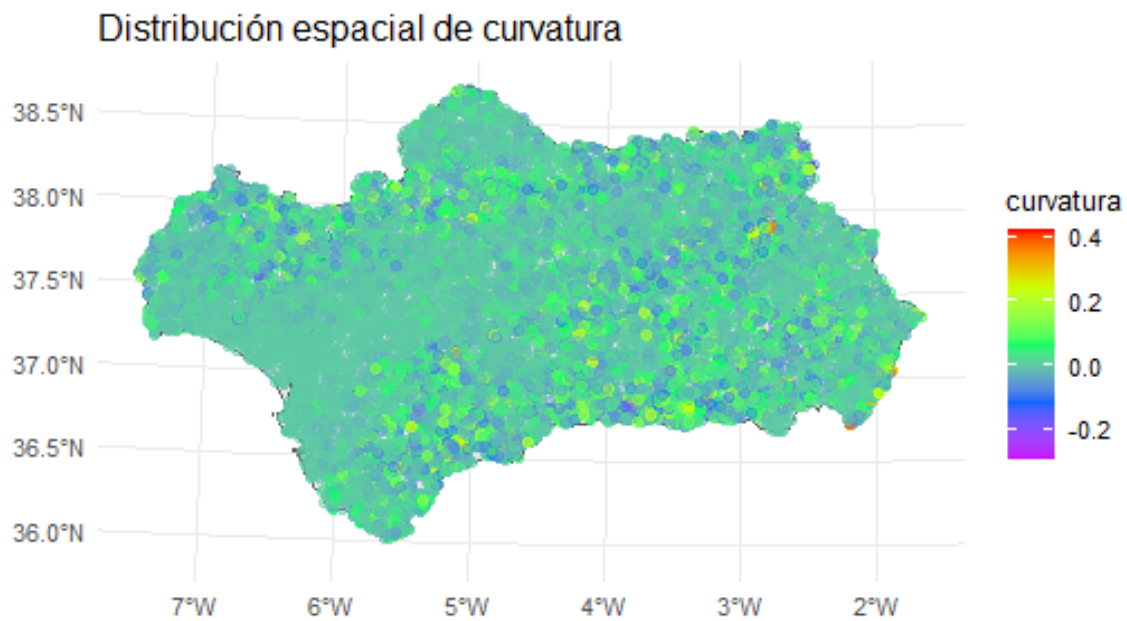 Distribución espacial de curvatura
38.5°N
38.0°N
37.5°N
37.0°N
36.5°N
36.0°N
7°W 6°W 5°W 4°W 3°W 2°W
curvatura
0.4
0.2
0.0
-0.2